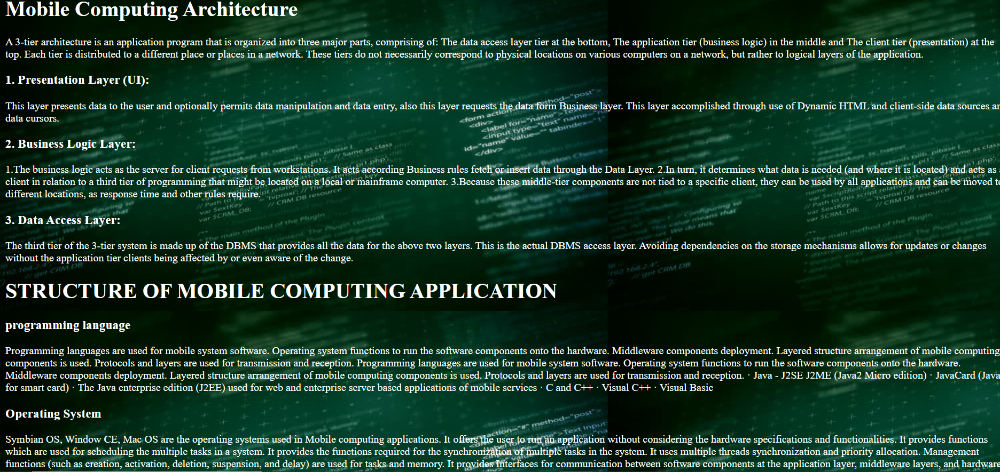 Mobile Computing Architecture
A 3-tier architecture is an application program that is organized into three major parts, comprising of: The data access layer tier at the bottom, The application tier (business logic) in the middle and The client tier (presentation) at the
top. Each tier is distributed to a different place or places in a network. These tiers do not necessarily correspond to physical locations on various computers on a network, but rather to logical layers of the application.
1. Presentation Layer (UI):
This layer presents data to the user and optionally permits data manipulation and data entry, also this layer requests the data form Business layer. This layer accomplished through use of Dynamic HTML and client-side data sources
data cursors.
2. Business Logic Layer:
1.The business logic acts as the server for client requests from workstations. It acts according Business rules fetch or insert data through the Data Layer. 2.In turn, it determines what data is needed (and where it is located) and acts as
client in relation to a third tier of programming that might be located on a local or mainframe computer. 3.Because these middle-tier components are not tied to a specific client, they can be used by all applications and can be moved
different locations, as response time and other rules require.
3. Data Access Layer:
The third tier of the 3-tier system is made up of the DBMS that provides all the data for the above two layers. This is the actual DBMS access layer. Avoiding dependencies on the storage mechanisms allows for updates or changes
without the application tier clients being affected by or even aware of the change.
STRUCTURE OF MOBILE COMPUTING APPLICATION
programming language
Programming languages are used for mobile system software. Operating system functions to run the software components onto the hardware. Middleware components deployment. Layered structure arrangement of mobile computing
components is used. Protocols and layers are used for transmission and reception. Programming languages are used for mobile system software. Operating system functions to run the software components onto the hardware.
Middleware components deployment. Layered structure arrangement of mobile computing components is used. Protocols and layers are used for transmission and reception. · Java - J2SE J2ME (Java2 Micro edition) · JavaCard (Java
for smart card) · The Java enterprise edition (J2EE) used for web and enterprise server based applications of mobile services · C and C++ · Visual C++ · Visual Basic
Operating System
Symbian OS, Window CE, Mac OS are the operating systems used in Mobile computing applications. It offers the user to run an application without considering the hardware specifications and functionalities. It provides functions
which are used for scheduling the multiple tasks in a system. It provides the functions required for the synchronization of multiple tasks in the system. It uses multiple threads synchronization and priority allocation. Management
functions (such as creation, activation, deletion, suspension, and delay) are used for tasks and memory. It provides Interfaces for communication between software components at the application layer, middleware layers, and hardware